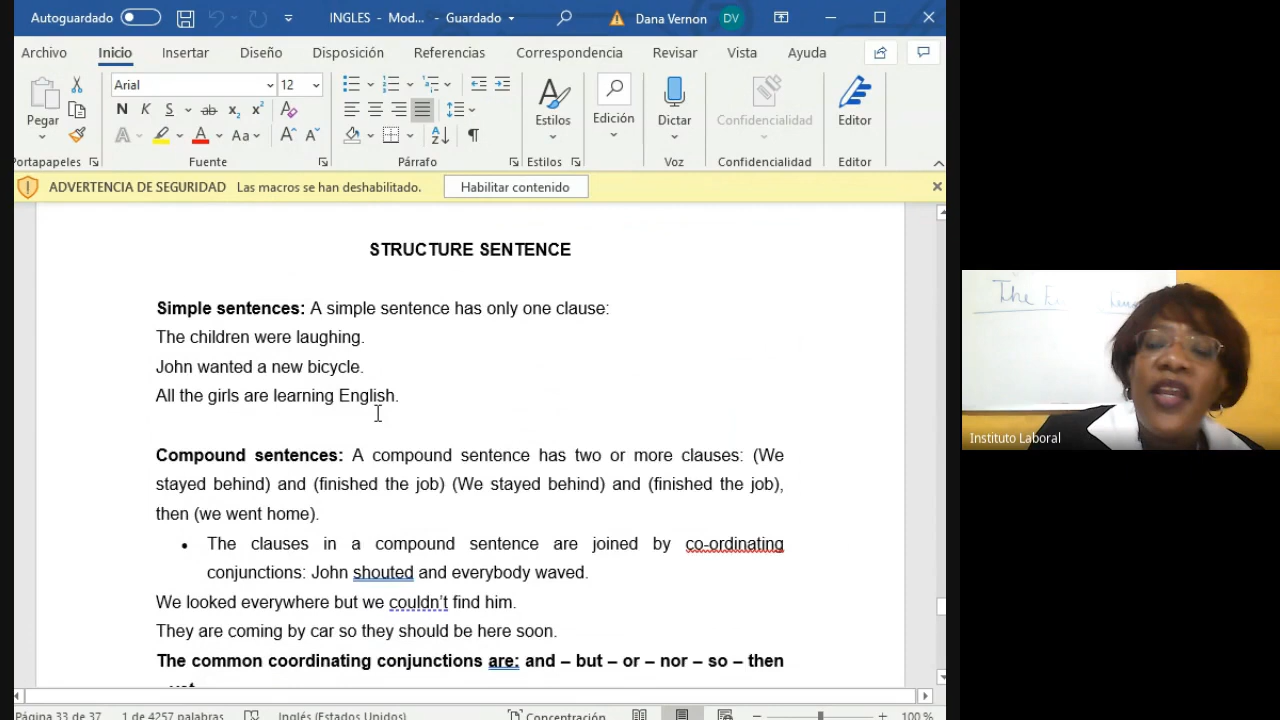 Autoguardado INGLES - Mod... - Guardado Dana Vernon DV
Archivo Inicio Insertar Diseño Disposición Referencias Correspondencia Revisar Vista Ayuda
Arial 12
Pegar N K S ab x₂ x² A Estilos Edición Dictar Confidencialidad Editor
A A Aa A A
Portapapeles Fuente Párrafo Estilos Voz Confidencialidad Editor
ADVERTENCIA DE SEGURIDAD Las macros se han deshabilitado. Habilitar contenido
STRUCTURE SENTENCE
Simple sentences: A simple sentence has only one clause:
The children were laughing.
John wanted a new bicycle.
All the girls are learning English.
Compound sentences: A compound sentence has two or more clauses: (We
stayed behind) and (finished the job) (We stayed behind) and (finished the job),
then (we went home).
• The clauses in a compound sentence are joined by co-ordinating
conjunctions: John shouted and everybody waved.
We looked everywhere but we couldn't find him.
They are coming by car so they should be here soon.
The common coordinating conjunctions are: and – but – or – nor – so – then
– yet
Página 33 de 37 1 de 4257 palabras Inglés (Estados Unidos) Concentración 100 %
The
Instituto Laboral